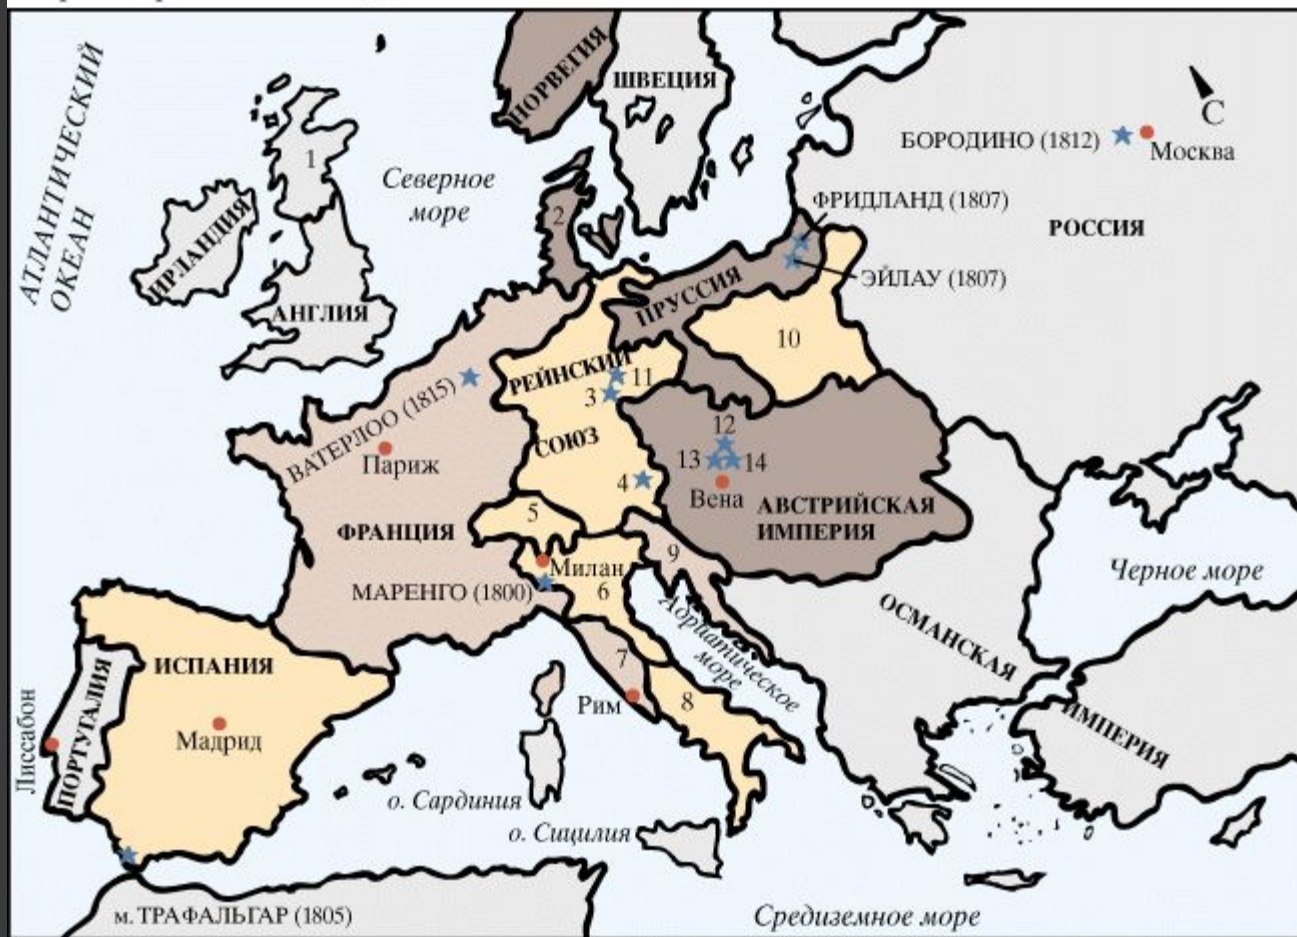 АТЛАНТИЧЕСКИЙ
ОКЕАН
НОРВЕГИЯ
ШВЕЦИЯ
С
БОРОДИНО (1812)
Москва
1
Северное
море
2
ФРИДЛАНД (1807)
РОССИЯ
ИРЛАНДИЯ
ЭЙЛАУ (1807)
АНГЛИЯ
ПРУССИЯ
10
РЕЙНСКИЙ
СОЮЗ
11
3
ВАТЕРЛОО (1815)
Париж
12
13
14
4
Вена
АВСТРИЙСКАЯ
ИМПЕРИЯ
5
ФРАНЦИЯ
9
Милан
6
МАРЕНГО (1800)
Черное море
Адриатическое
море
ОСМАНСКАЯ
ИМПЕРИЯ
7
Рим
8
ИСПАНИЯ
Мадрид
ПОРТУГАЛИЯ
Лиссабон
о. Сардиния
о. Сицилия
м. ТРАФАЛЬГАР (1805)
Средиземное море